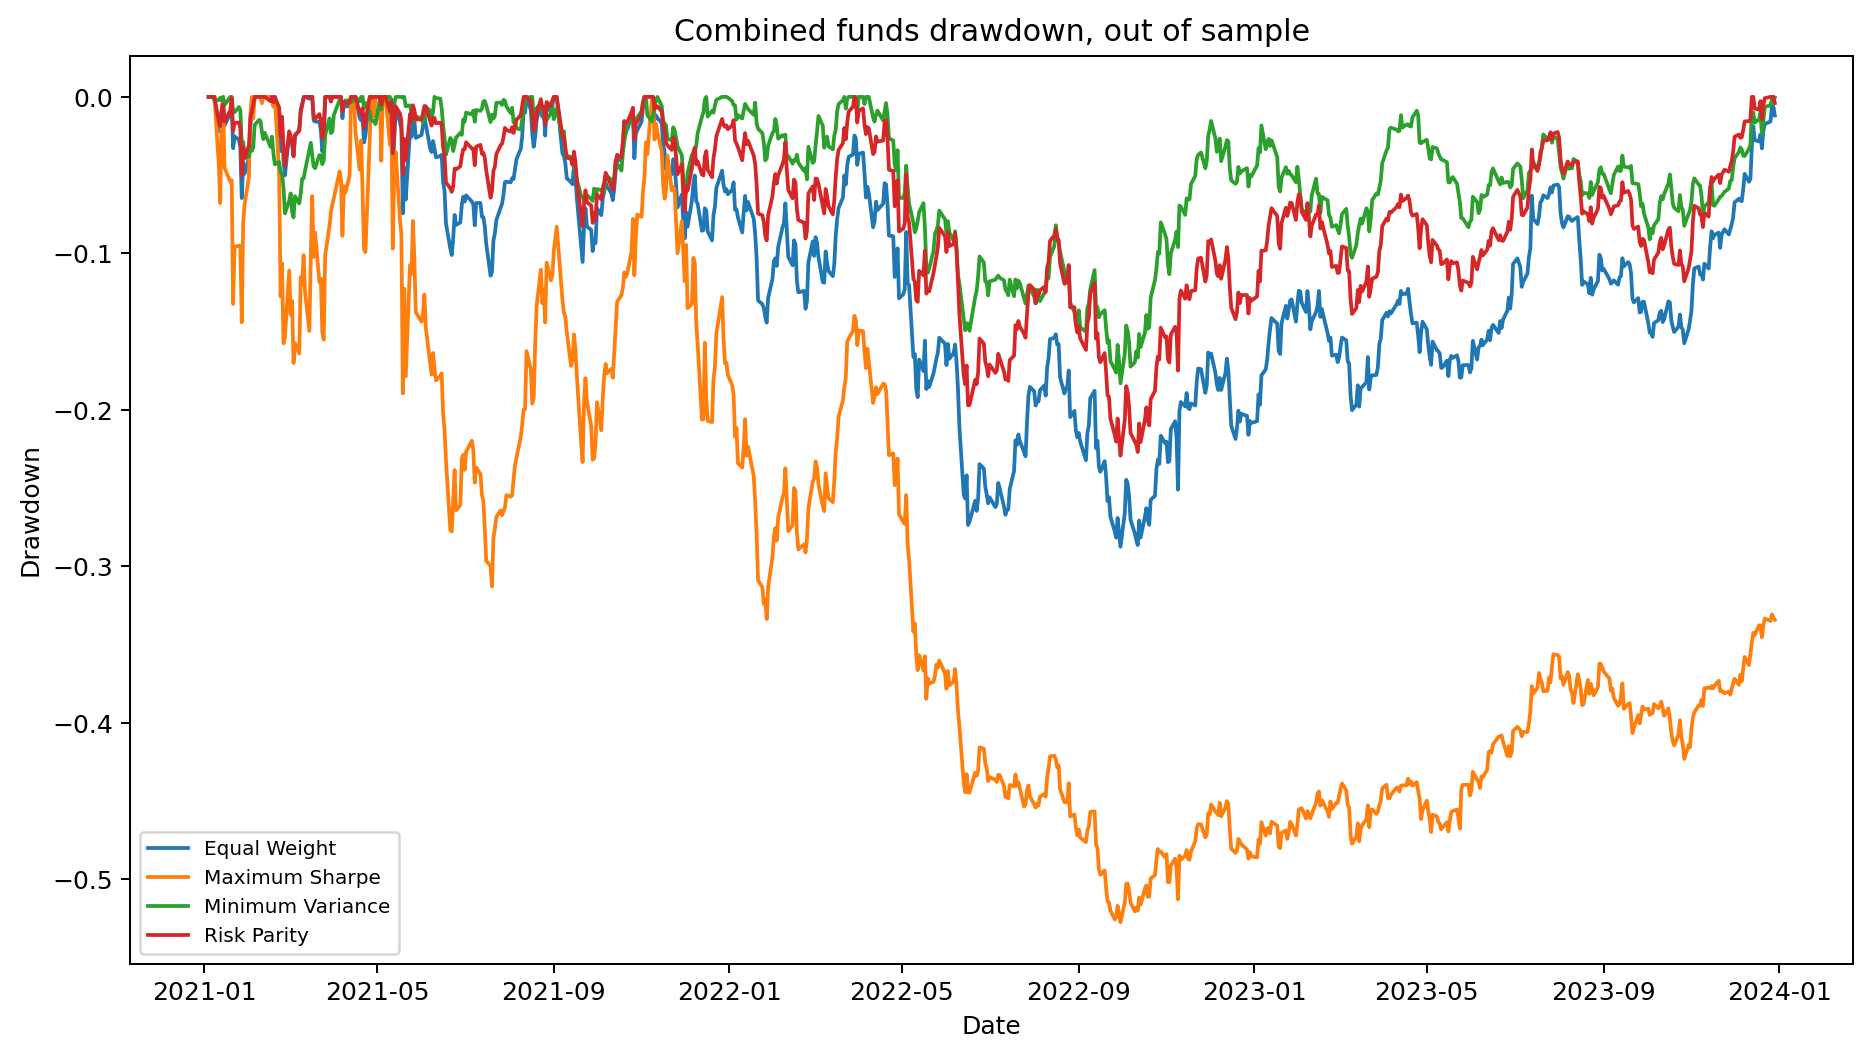 Combined funds drawdown, out of sample
Drawdown
0.0
−0.1
−0.2
−0.3
−0.4
−0.5
Equal Weight
Maximum Sharpe
Minimum Variance
Risk Parity
2021-01 2021-05 2021-09 2022-01 2022-05 2022-09 2023-01 2023-05 2023-09 2024-01
Date